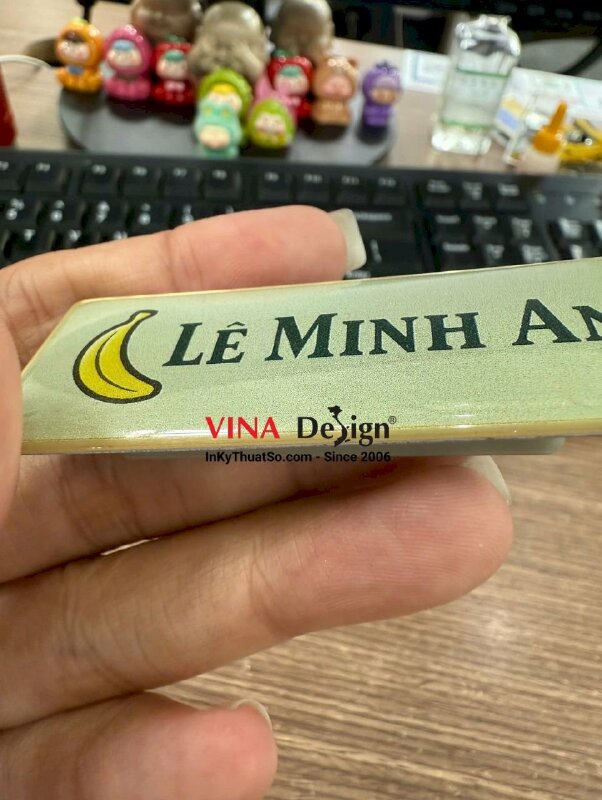 LÊ MINH AN
VINA Design®
InKyThuatSo.com - Since 2006